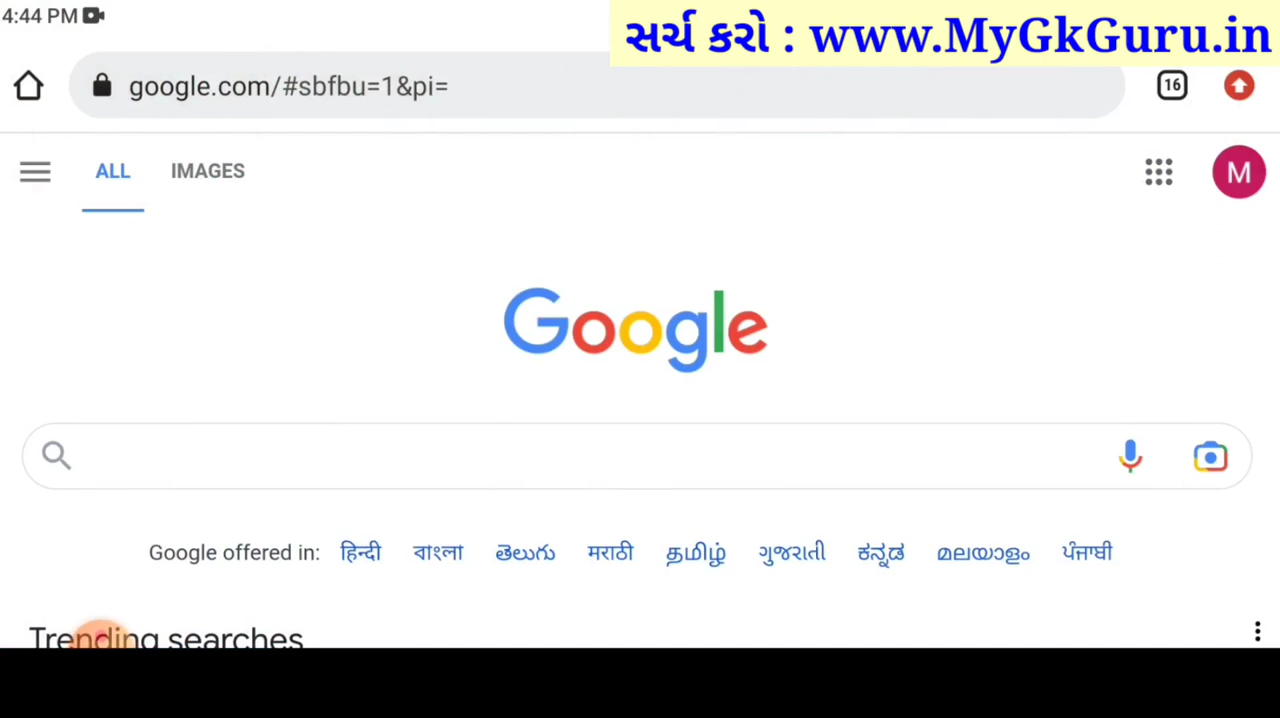 4:44 PM
સર્ચ કરો : www.MyGkGuru.in
google.com/#sbfbu=1&pi=
16
ALL IMAGES
M
Google
Google offered in: हिन्दी বাংলা తెలుగు मराठी தமிழ் ગુજરાતી ಕನ್ನಡ മലയാളം ਪੰਜਾਬੀ
Trending searches